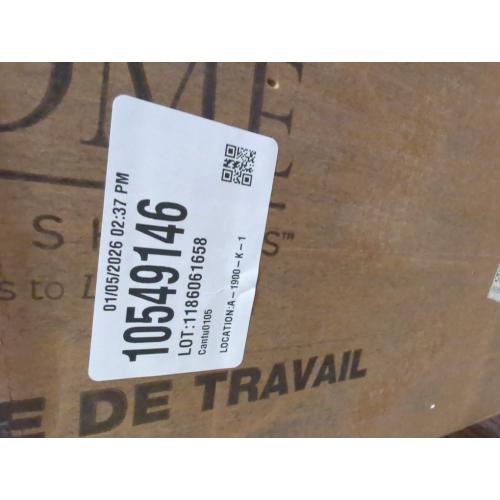 OME
S
S™
s to L
01/05/2026 02:37 PM
10549146
LOT:1186061658
Cantu0105
LOCATION:A-1900-K-1
E DE TRAVAIL